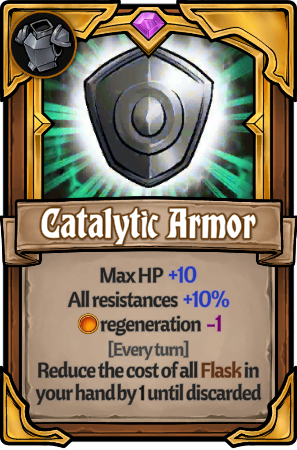 Catalytic Armor
Max HP +10
All resistances +10%
regeneration -1
[Every turn]
Reduce the cost of all Flask in
your hand by 1 until discarded